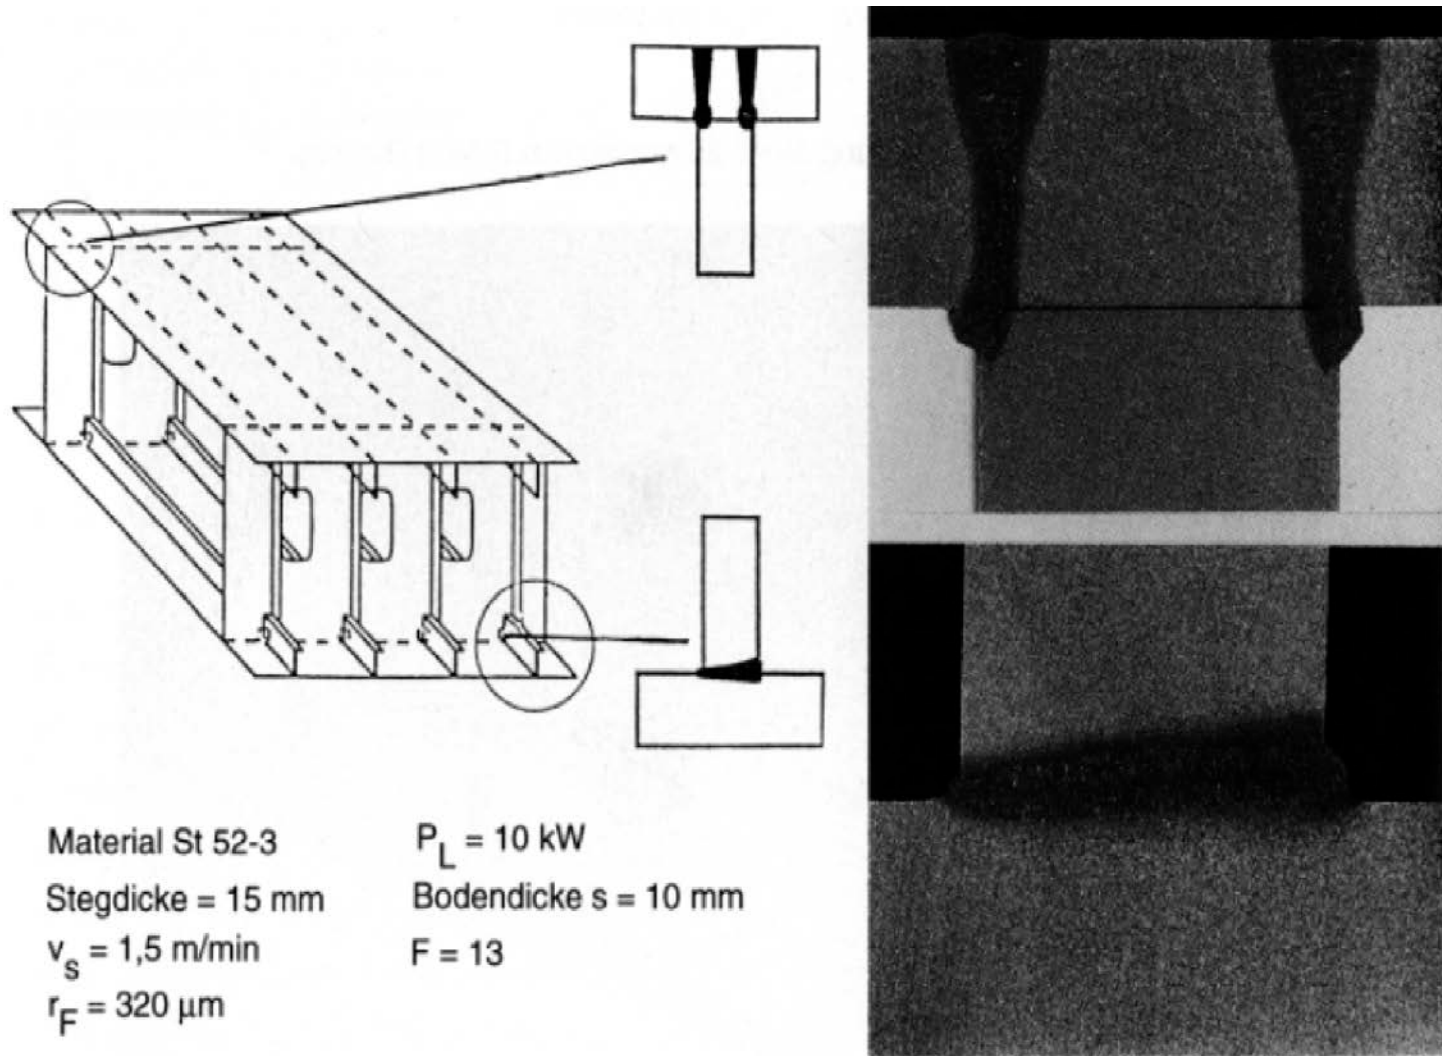 Material St 52-3
Stegdicke = 15 mm
v_s = 1,5 m/min
r_F = 320 µm
P_L = 10 kW
Bodendicke s = 10 mm
F = 13